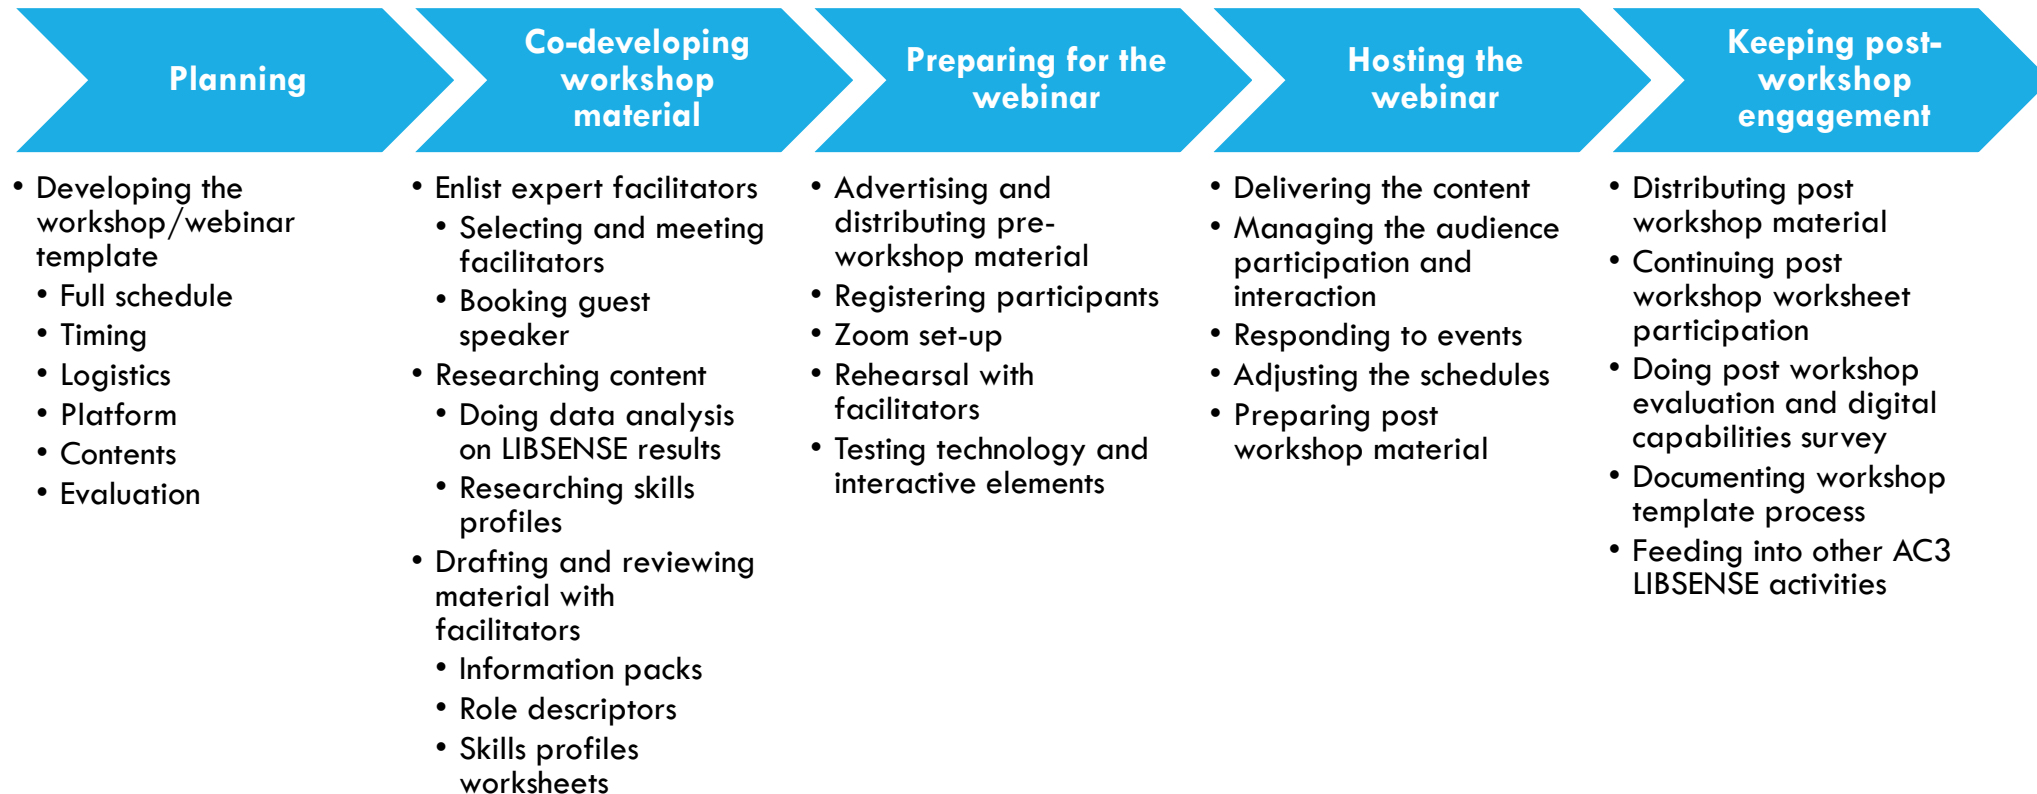 Planning
• Developing the
workshop/webinar
template
• Full schedule
• Timing
• Logistics
• Platform
• Contents
• Evaluation
Co-developing
workshop
material
• Enlist expert facilitators
• Selecting and meeting
facilitators
• Booking guest
speaker
• Researching content
• Doing data analysis
on LIBSENSE results
• Researching skills
profiles
• Drafting and reviewing
material with
facilitators
• Information packs
• Role descriptors
• Skills profiles
worksheets
Preparing for the
webinar
• Advertising and
distributing pre-
workshop material
• Registering participants
• Zoom set-up
• Rehearsal with
facilitators
• Testing technology and
interactive elements
Hosting the
webinar
• Delivering the content
• Managing the audience
participation and
interaction
• Responding to events
• Adjusting the schedules
• Preparing post
workshop material
Keeping post-
workshop
engagement
• Distributing post
workshop material
• Continuing post
workshop worksheet
participation
• Doing post workshop
evaluation and digital
capabilities survey
• Documenting workshop
template process
• Feeding into other AC3
LIBSENSE activities